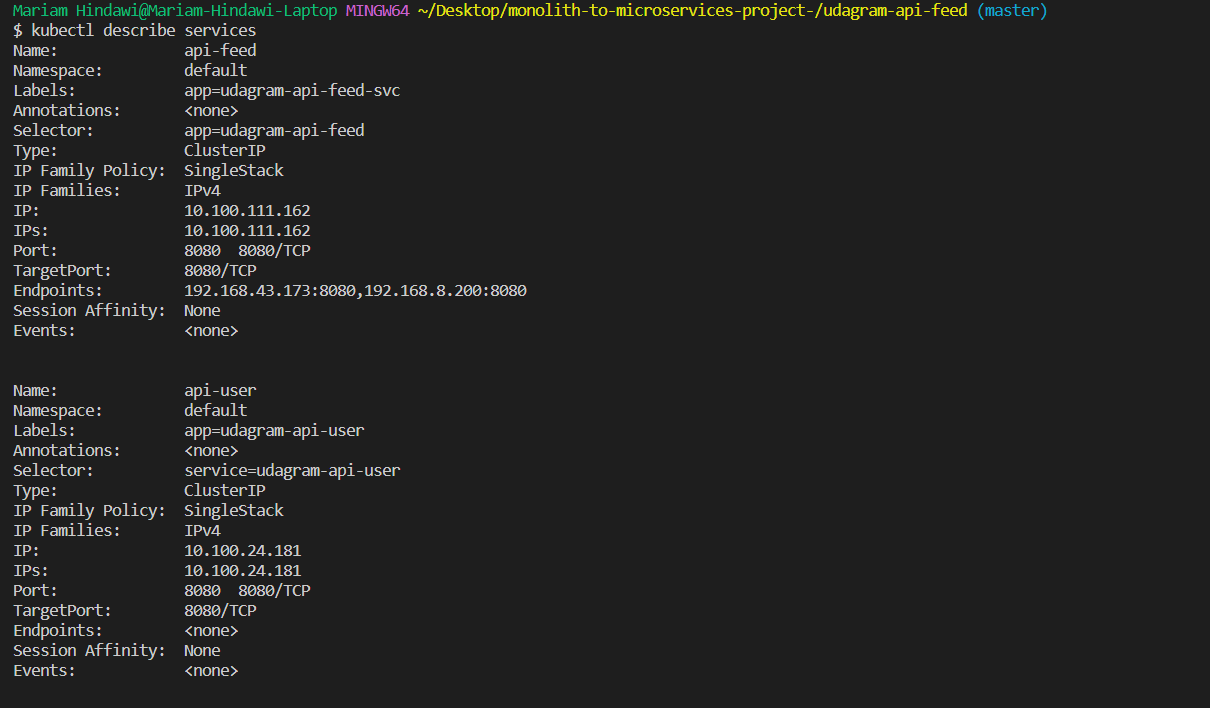 Mariam Hindawi@Mariam-Hindawi-Laptop MINGW64 ~/Desktop/monolith-to-microservices-project-/udagram-api-feed (master)
$ kubectl describe services
Name:              api-feed
Namespace:         default
Labels:            app=udagram-api-feed-svc
Annotations:       <none>
Selector:          app=udagram-api-feed
Type:              ClusterIP
IP Family Policy:  SingleStack
IP Families:       IPv4
IP:                10.100.111.162
IPs:               10.100.111.162
Port:              8080  8080/TCP
TargetPort:        8080/TCP
Endpoints:         192.168.43.173:8080,192.168.8.200:8080
Session Affinity:  None
Events:            <none>
Name:              api-user
Namespace:         default
Labels:            app=udagram-api-user
Annotations:       <none>
Selector:          service=udagram-api-user
Type:              ClusterIP
IP Family Policy:  SingleStack
IP Families:       IPv4
IP:                10.100.24.181
IPs:               10.100.24.181
Port:              8080  8080/TCP
TargetPort:        8080/TCP
Endpoints:         <none>
Session Affinity:  None
Events:            <none>